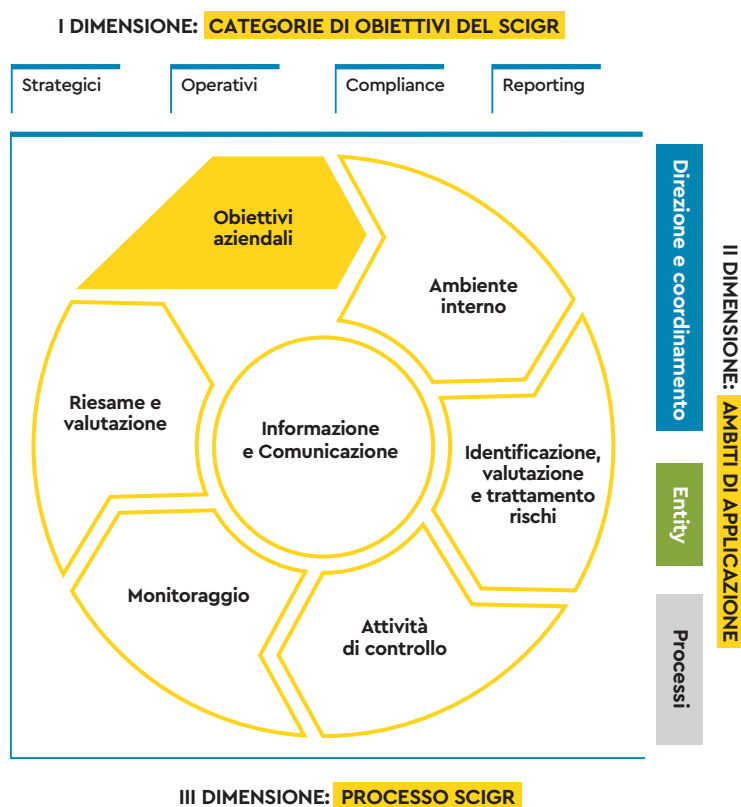 I DIMENSIONE: CATEGORIE DI OBIETTIVI DEL SCIGR
Strategici
Operativi
Compliance
Reporting
Obiettivi
aziendali
Ambiente
interno
Identificazione,
valutazione
e trattamento
rischi
Attività
di controllo
Monitoraggio
Riesame e
valutazione
Informazione
e Comunicazione
Direzione e coordinamento
Entity
Processi
II DIMENSIONE: AMBITI DI APPLICAZIONE
III DIMENSIONE: PROCESSO SCIGR